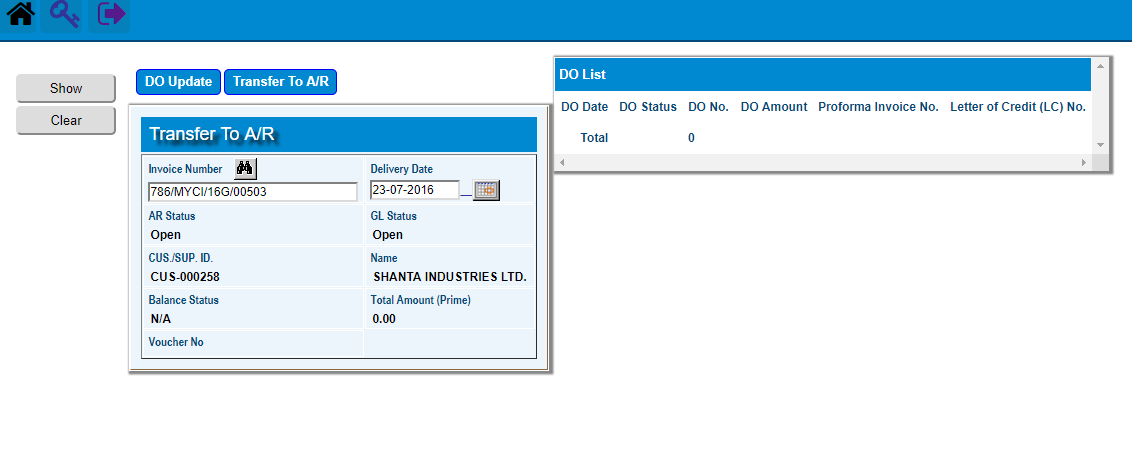 Show
Clear
DO Update Transfer To A/R
Transfer To A/R
Invoice Number Delivery Date
786/MYCI/16G/00503 23-07-2016
AR Status GL Status
Open Open
CUS./SUP. ID. Name
CUS-000258 SHANTA INDUSTRIES LTD.
Balance Status Total Amount (Prime)
N/A 0.00
Voucher No
DO List
DO Date DO Status DO No. DO Amount Proforma Invoice No. Letter of Credit (LC) No.
Total 0